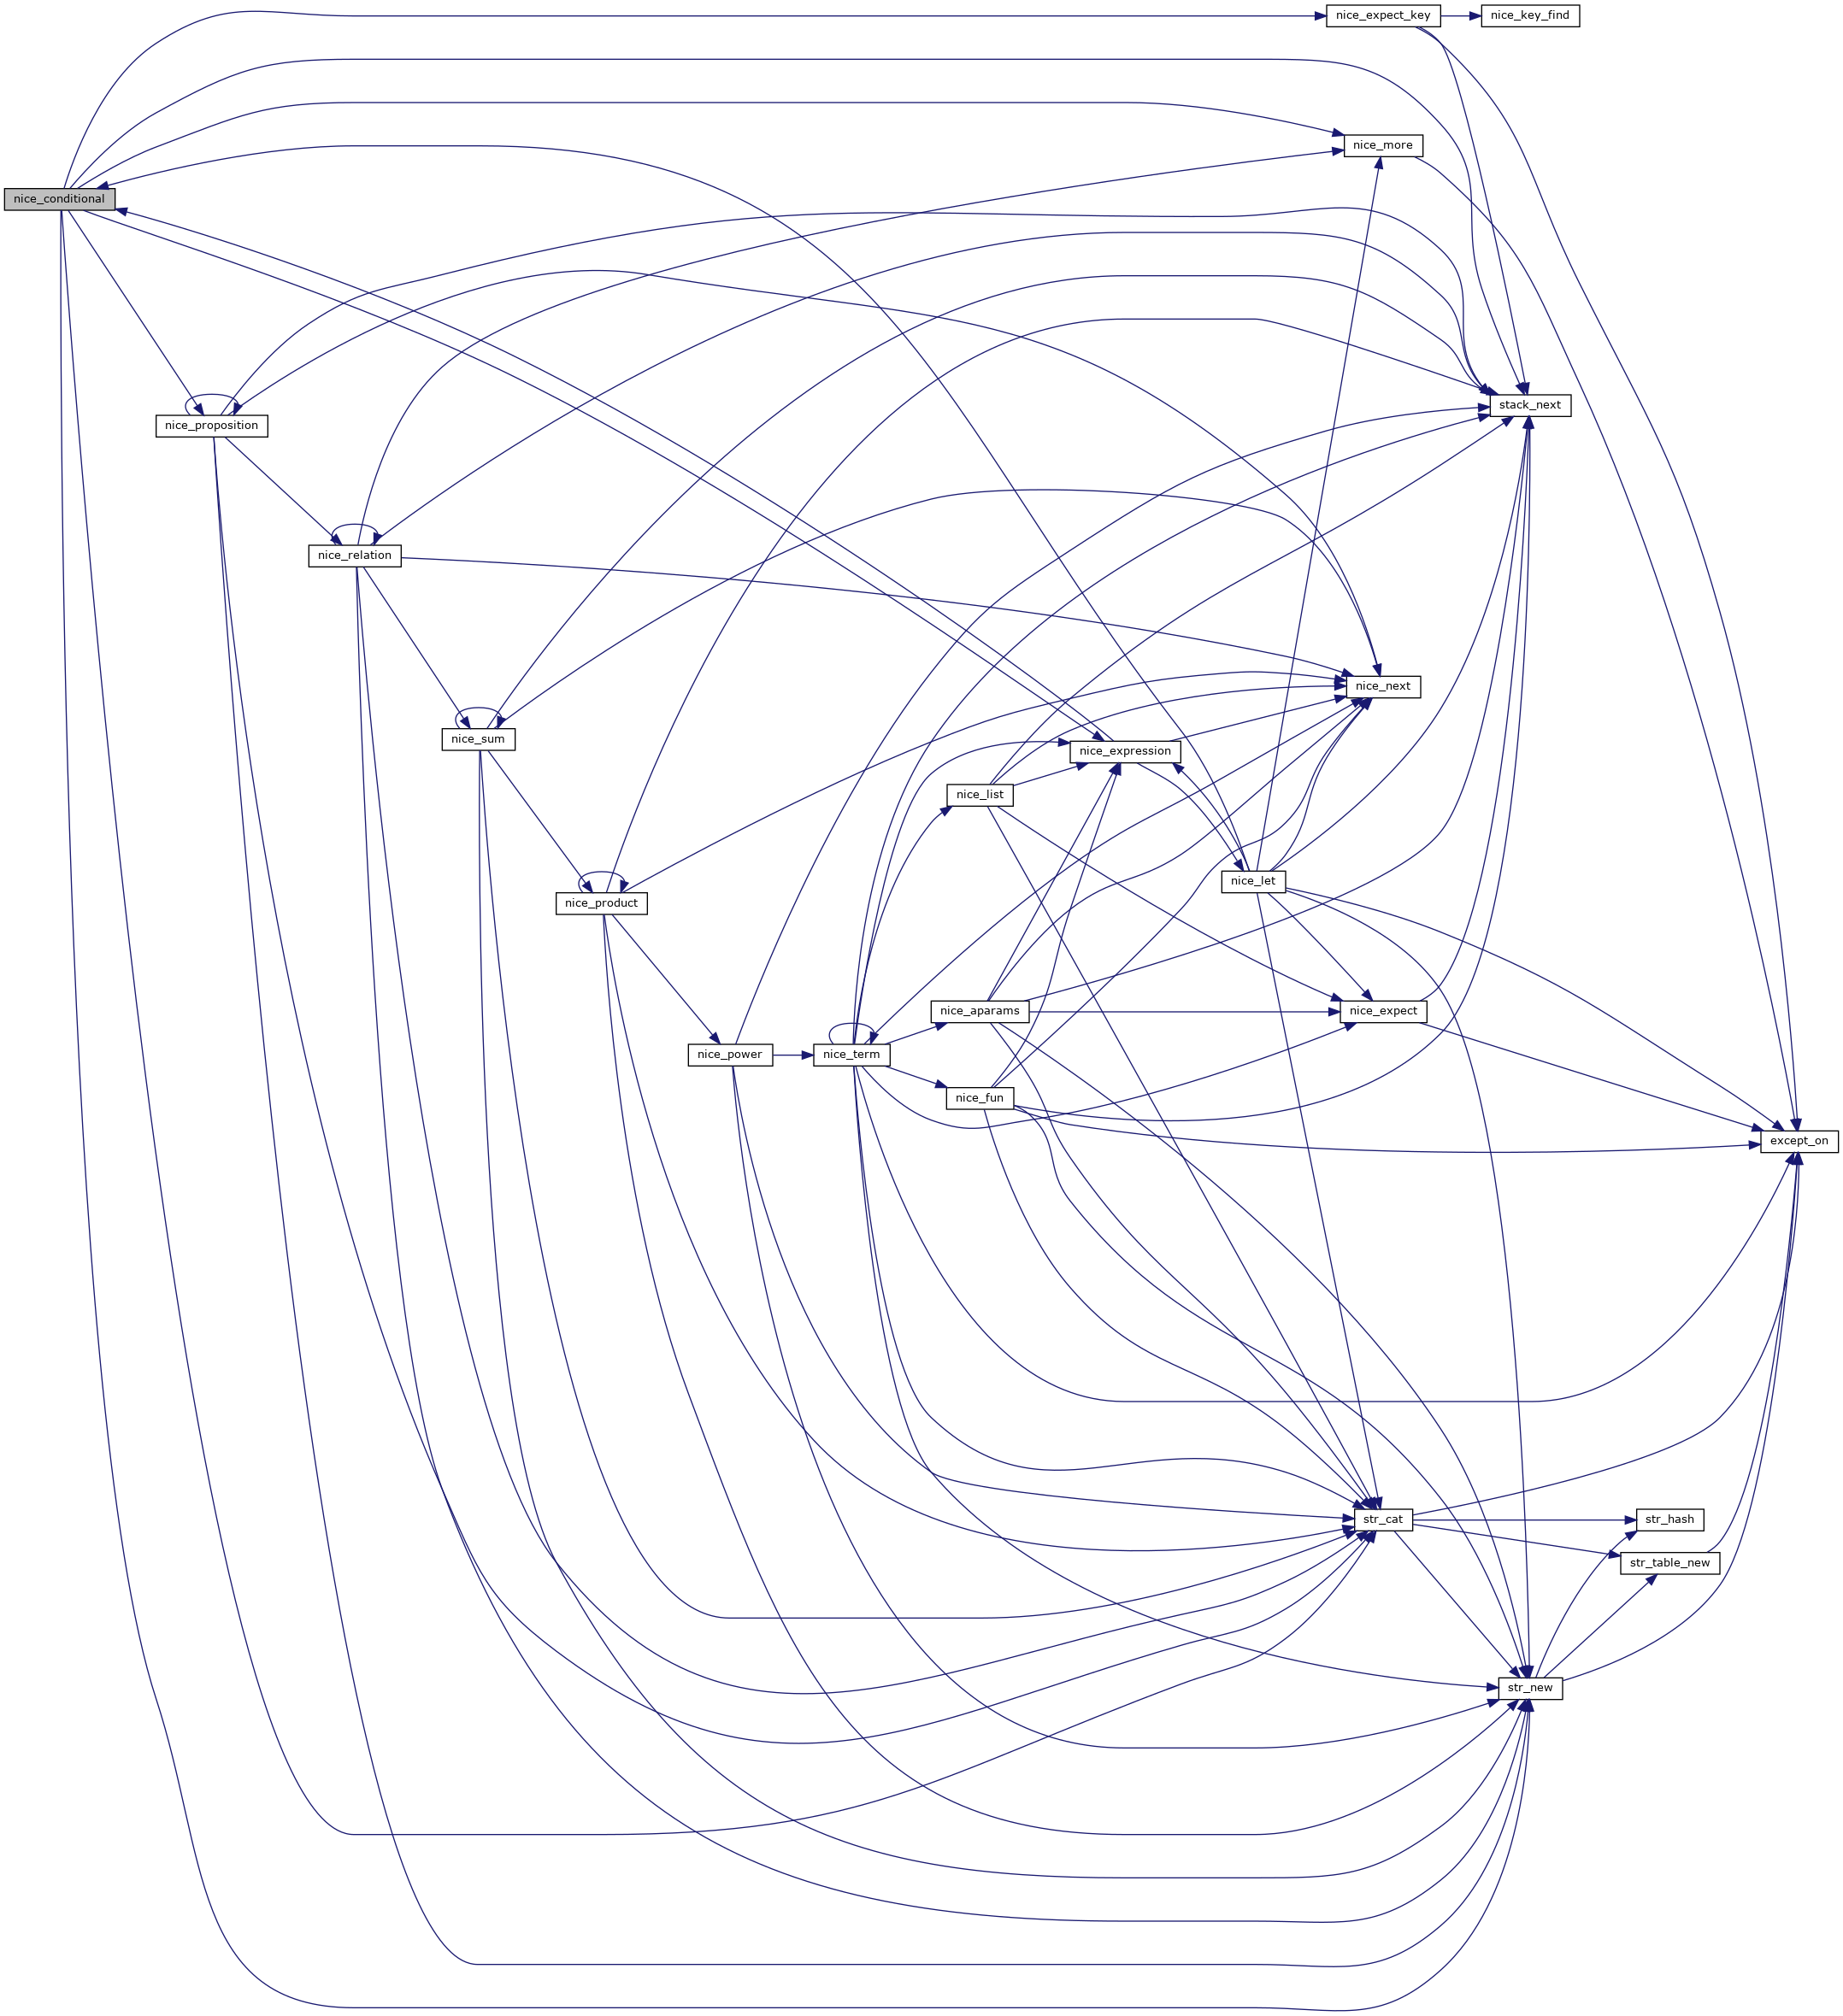 nice_expect_key
nice_key_find
nice_more
nice_conditional
stack_next
nice_proposition
nice_relation
nice_next
nice_sum
nice_expression
nice_list
nice_let
nice_product
nice_aparams
nice_expect
nice_power
nice_term
nice_fun
except_on
str_cat
str_hash
str_table_new
str_new